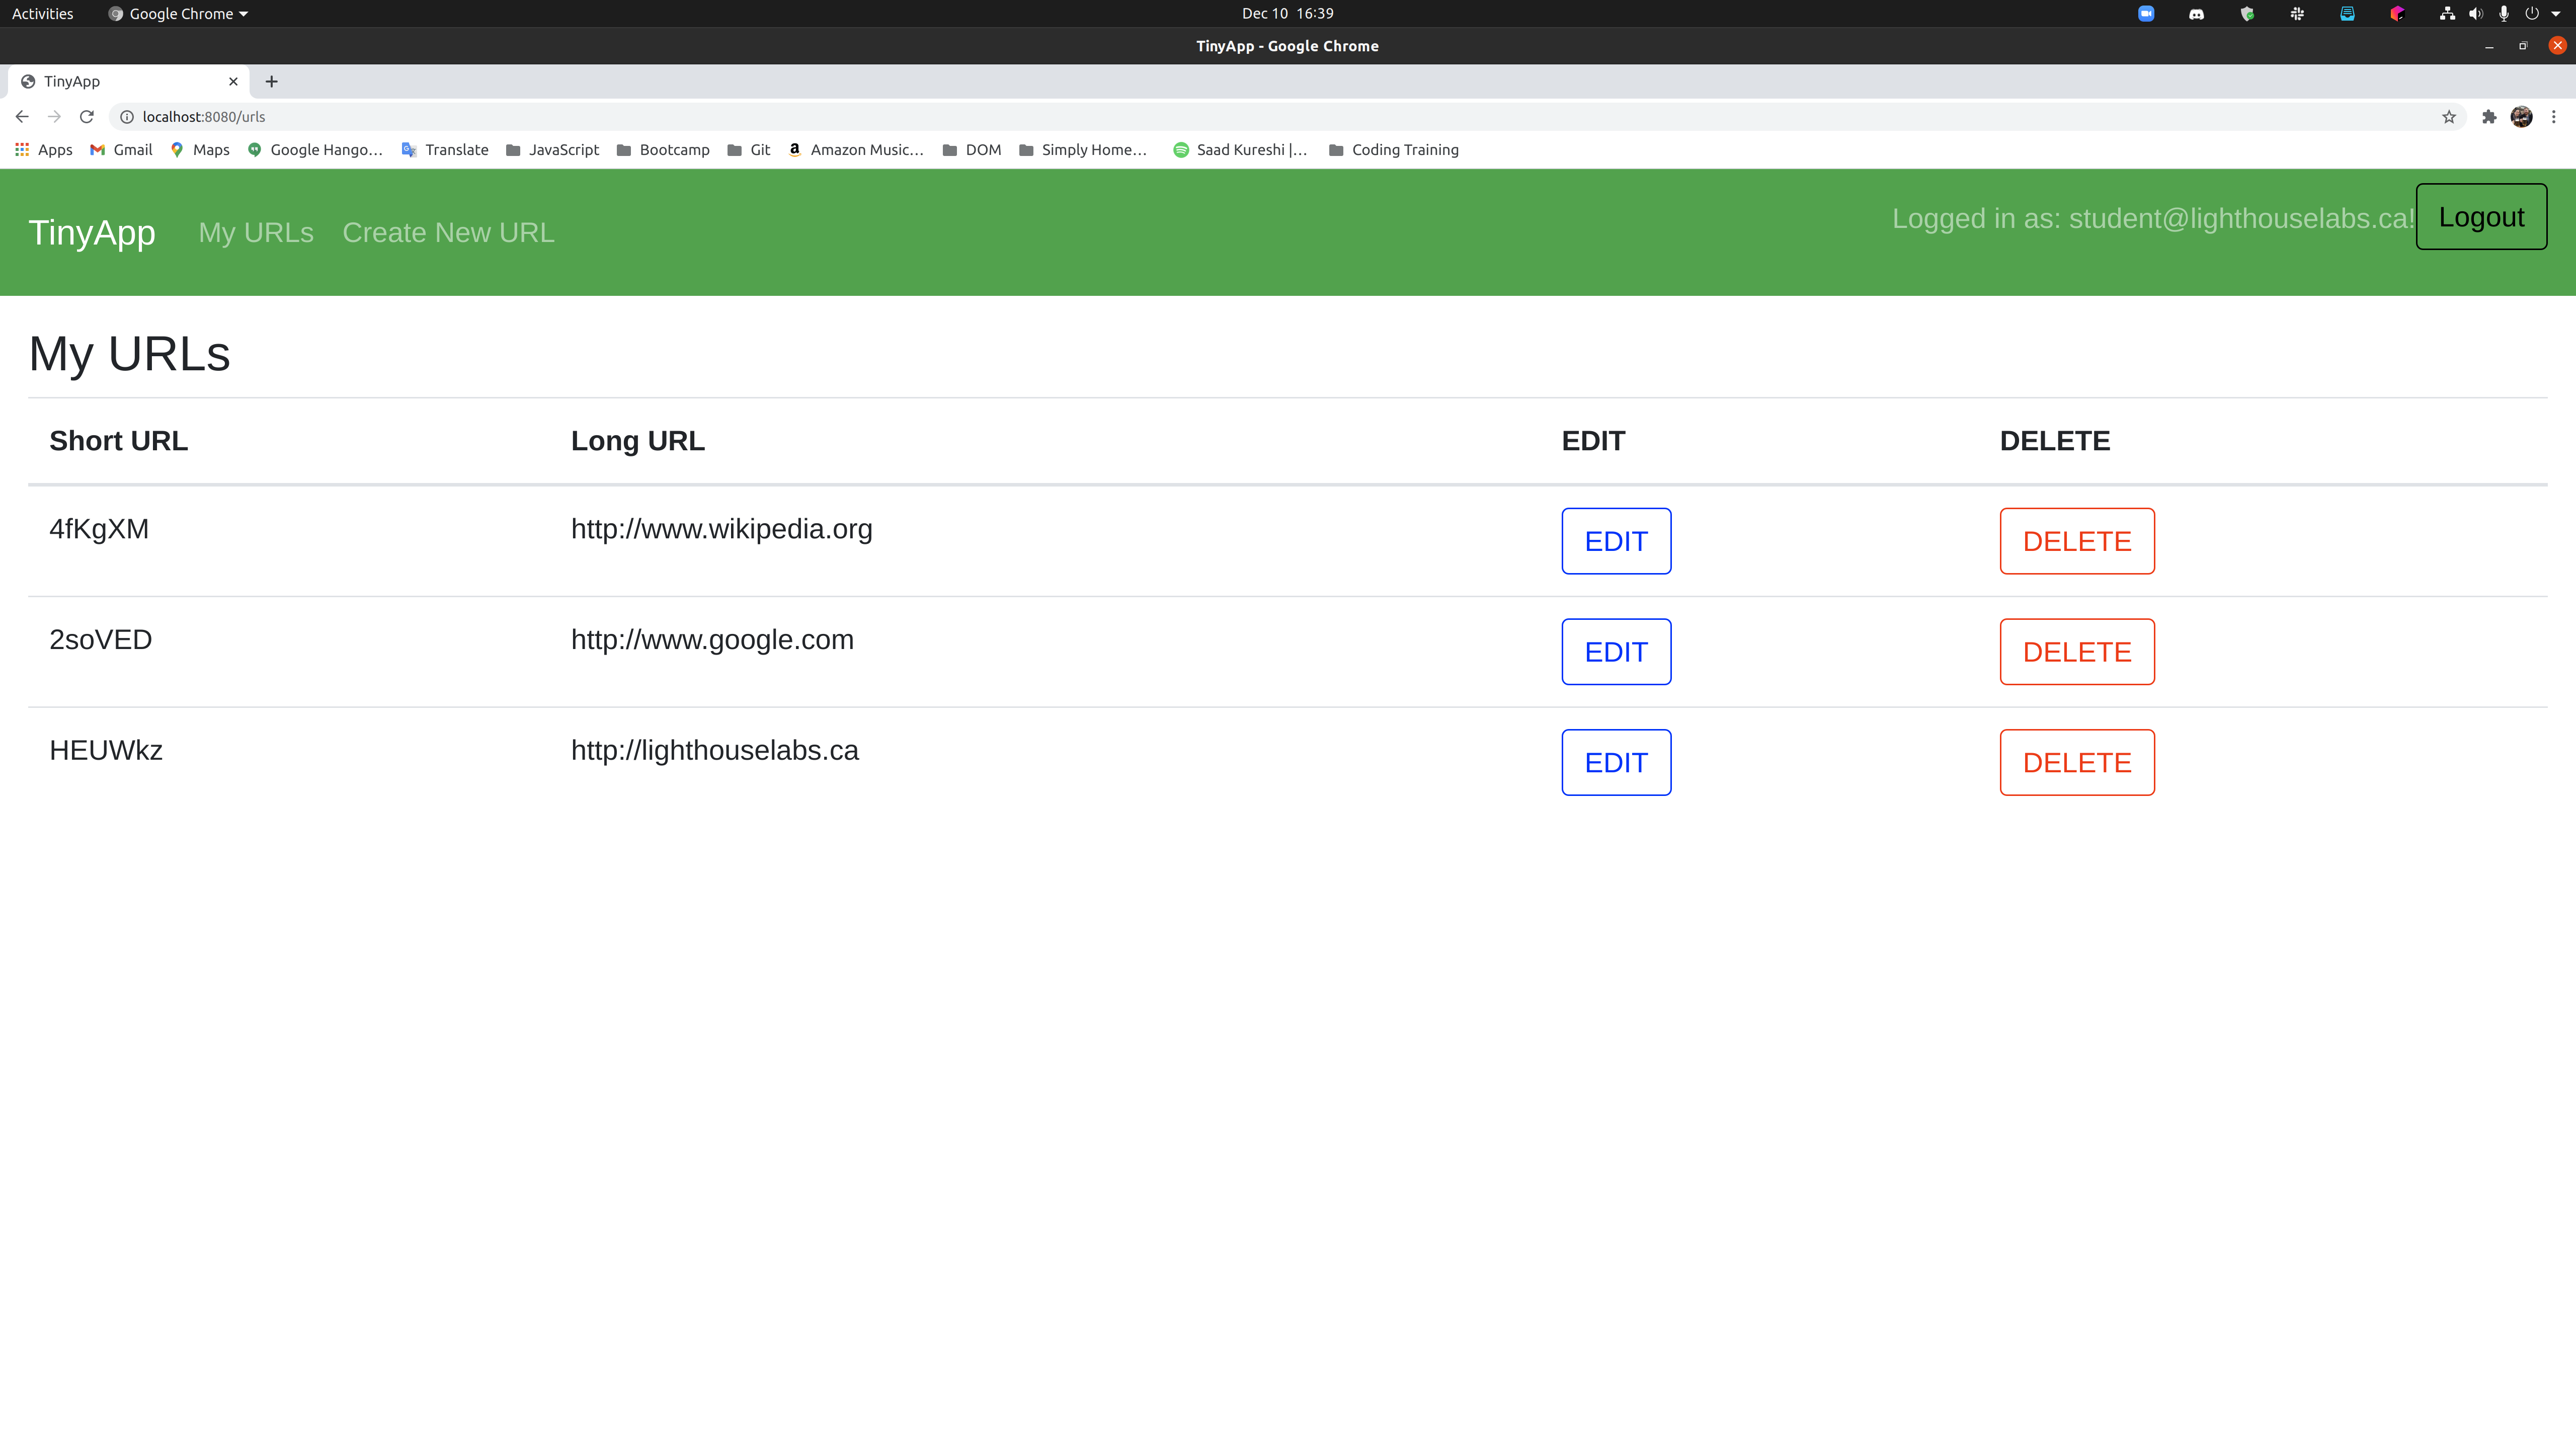 Activities Google Chrome Dec 10 16:39
TinyApp - Google Chrome
TinyApp
localhost:8080/urls
Apps Gmail Maps Google Hango... Translate JavaScript Bootcamp Git Amazon Music... DOM Simply Home... Saad Kureshi |... Coding Training
TinyApp My URLs Create New URL Logged in as: student@lighthouselabs.ca! Logout
My URLs
Short URL Long URL EDIT DELETE
4fKgXM http://www.wikipedia.org EDIT DELETE
2soVED http://www.google.com EDIT DELETE
HEUWkz http://lighthouselabs.ca EDIT DELETE